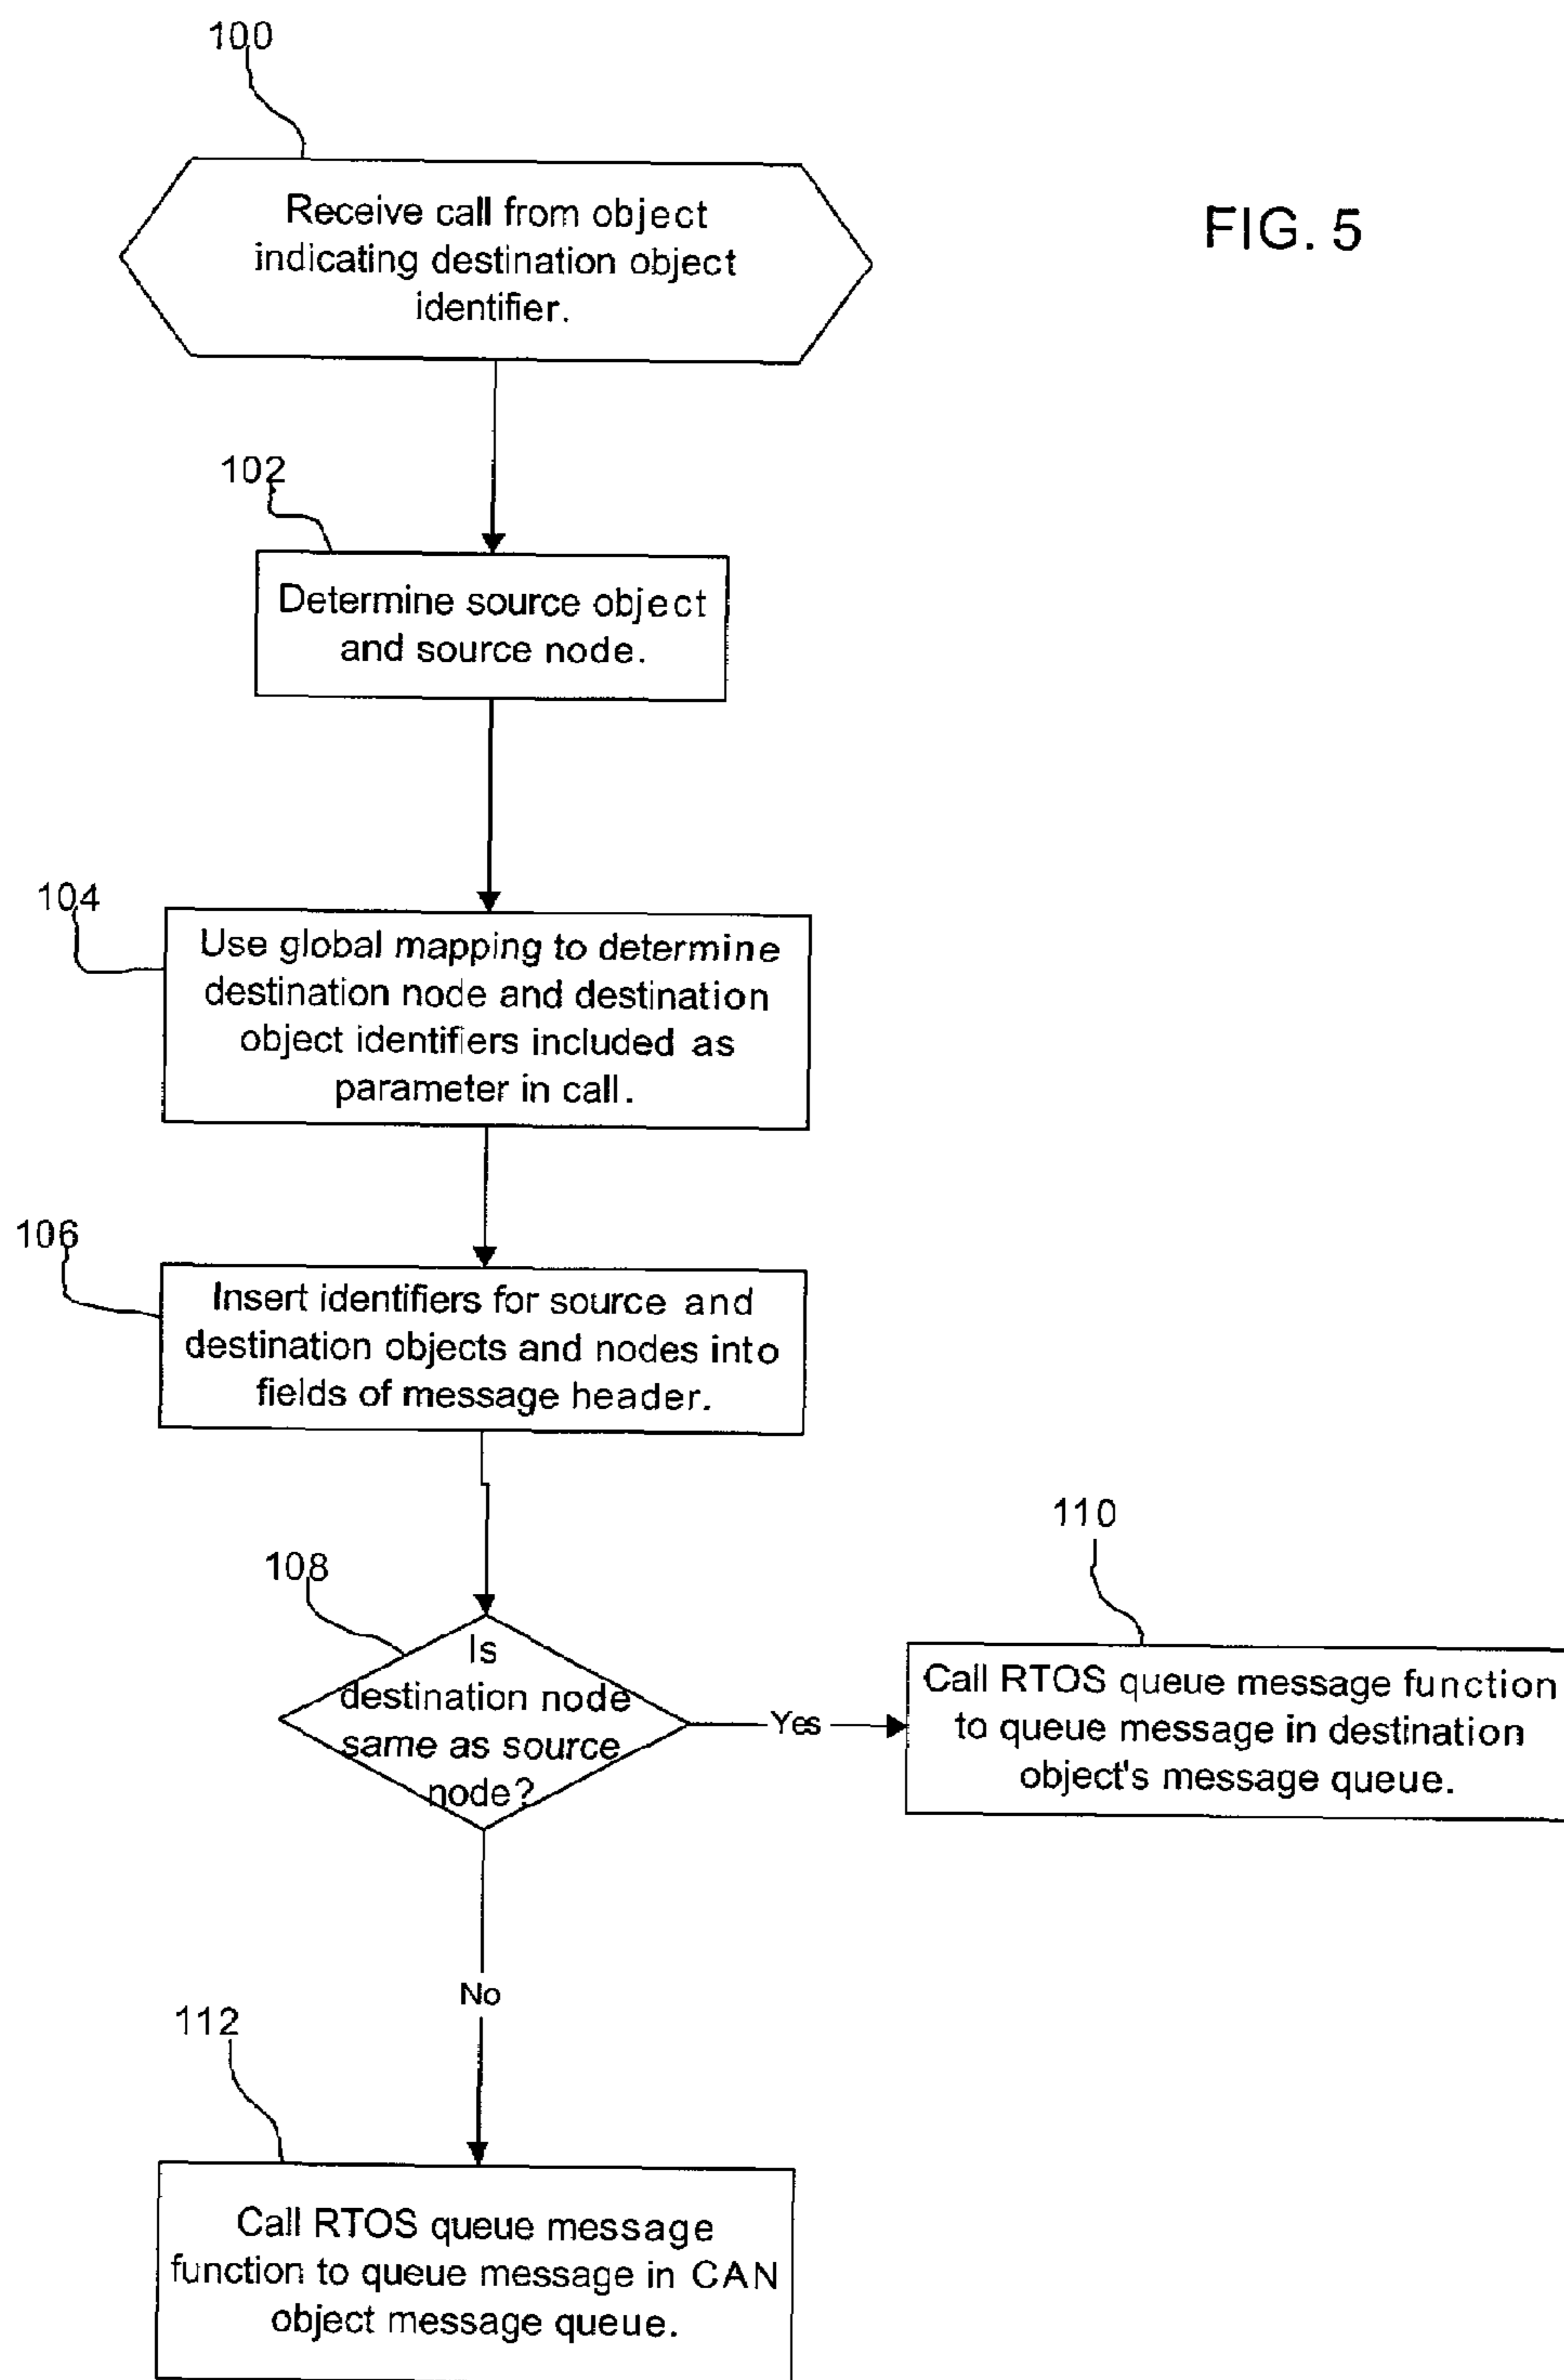 100
Receive call from object
indicating destination object
identifier.
FIG. 5
102
Determine source object
and source node.
104
Use global mapping to determine
destination node and destination
object identifiers included as
parameter in call.
106
Insert identifiers for source and
destination objects and nodes into
fields of message header.
108
Is
destination node
same as source
node?
Yes
110
Call RTOS queue message function
to queue message in destination
object's message queue.
No
112
Call RTOS queue message
function to queue message in CAN
object message queue.